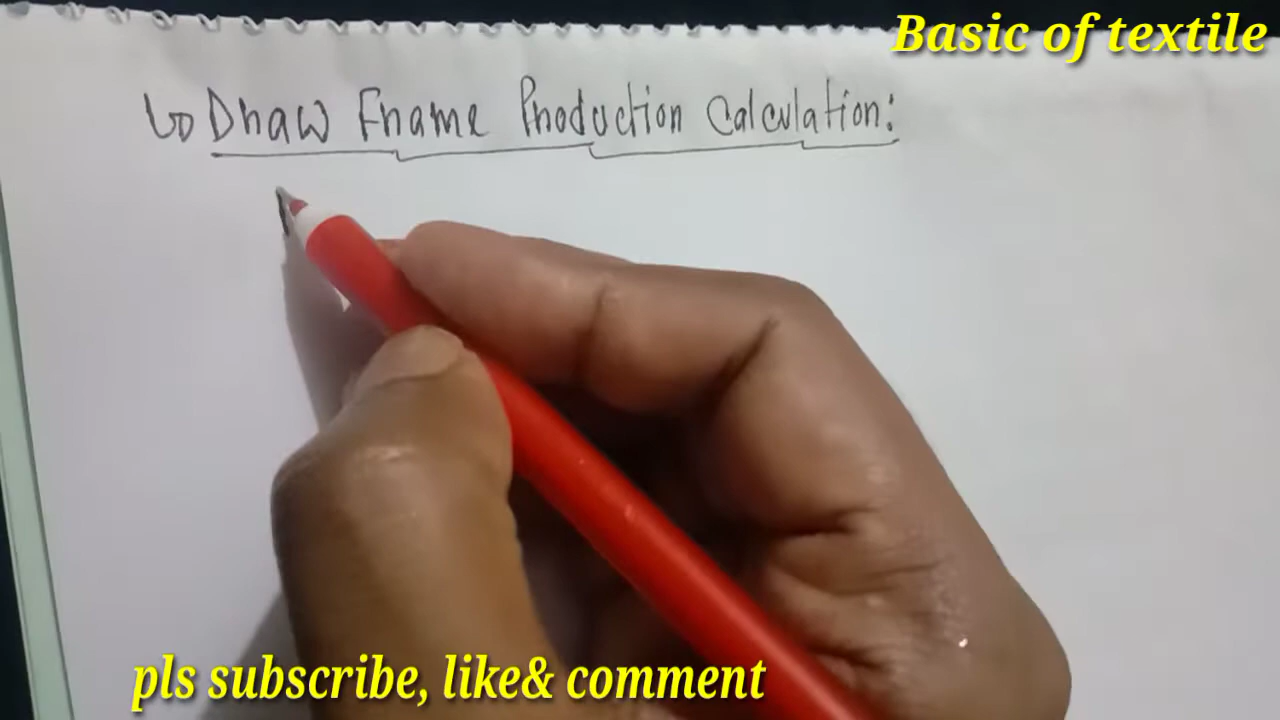 Basic of textile
↳ Draw Frame Production Calculation:
pls subscribe, like& comment